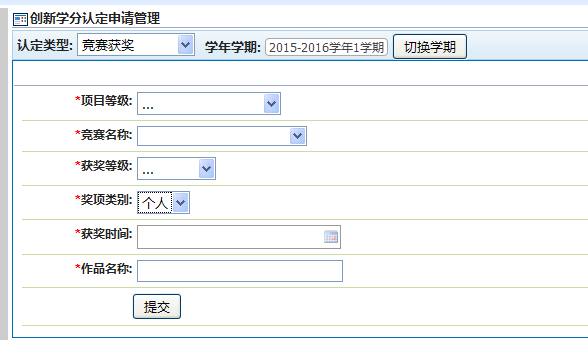 创新学分认定申请管理
认定类型: 竞赛获奖 学年学期: 2015-2016学年1学期 切换学期
*项目等级: ...
*竞赛名称:
*获奖等级: ...
*奖项类别: 个人
*获奖时间:
*作品名称:
提交